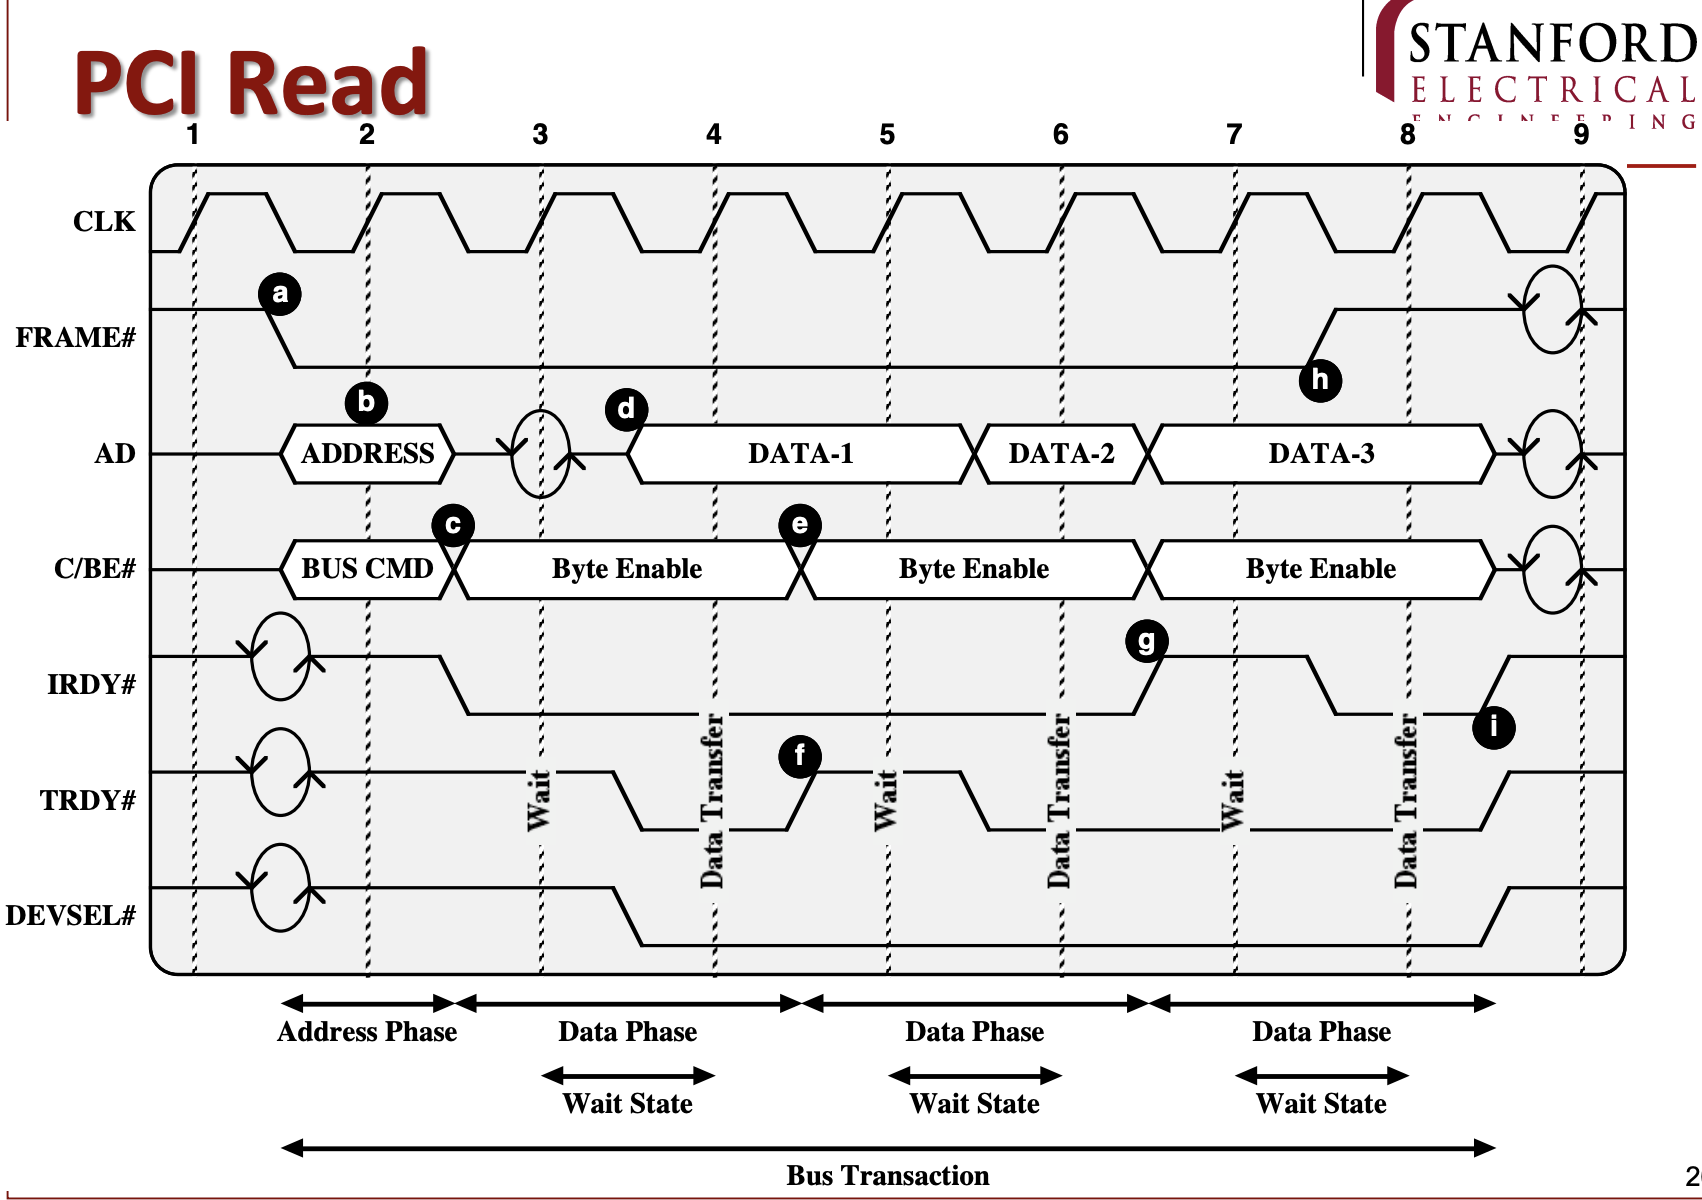 PCI Read
STANFORD
ELECTRICAL
ENGINEERING
1 2 3 4 5 6 7 8 9
CLK
a
FRAME#
h
b
d
AD ADDRESS DATA-1 DATA-2 DATA-3
c e
C/BE# BUS CMD Byte Enable Byte Enable Byte Enable
g
IRDY#
i
f
TRDY#
Wait
Data Transfer
Wait
Data Transfer
Wait
Data Transfer
DEVSEL#
Address Phase Data Phase Data Phase Data Phase
Wait State Wait State Wait State
Bus Transaction